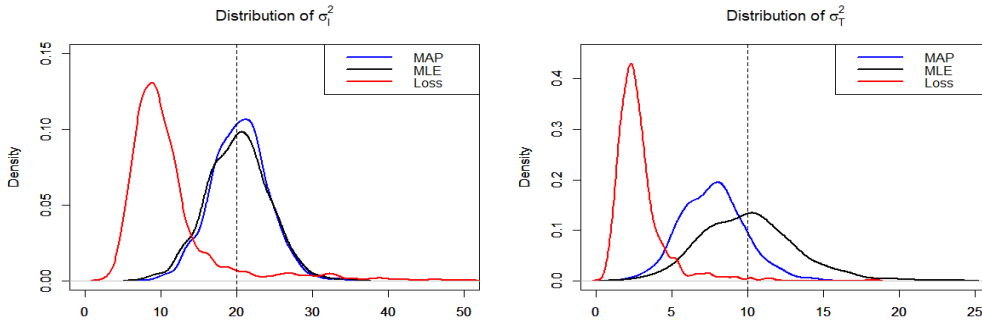 Distribution of σ_I^2
0.15
0.10
0.05
0.00
Density
MAP
MLE
Loss
0 10 20 30 40 50
Distribution of σ_T^2
0.4
0.3
0.2
0.1
0.0
Density
MAP
MLE
Loss
0 5 10 15 20 25